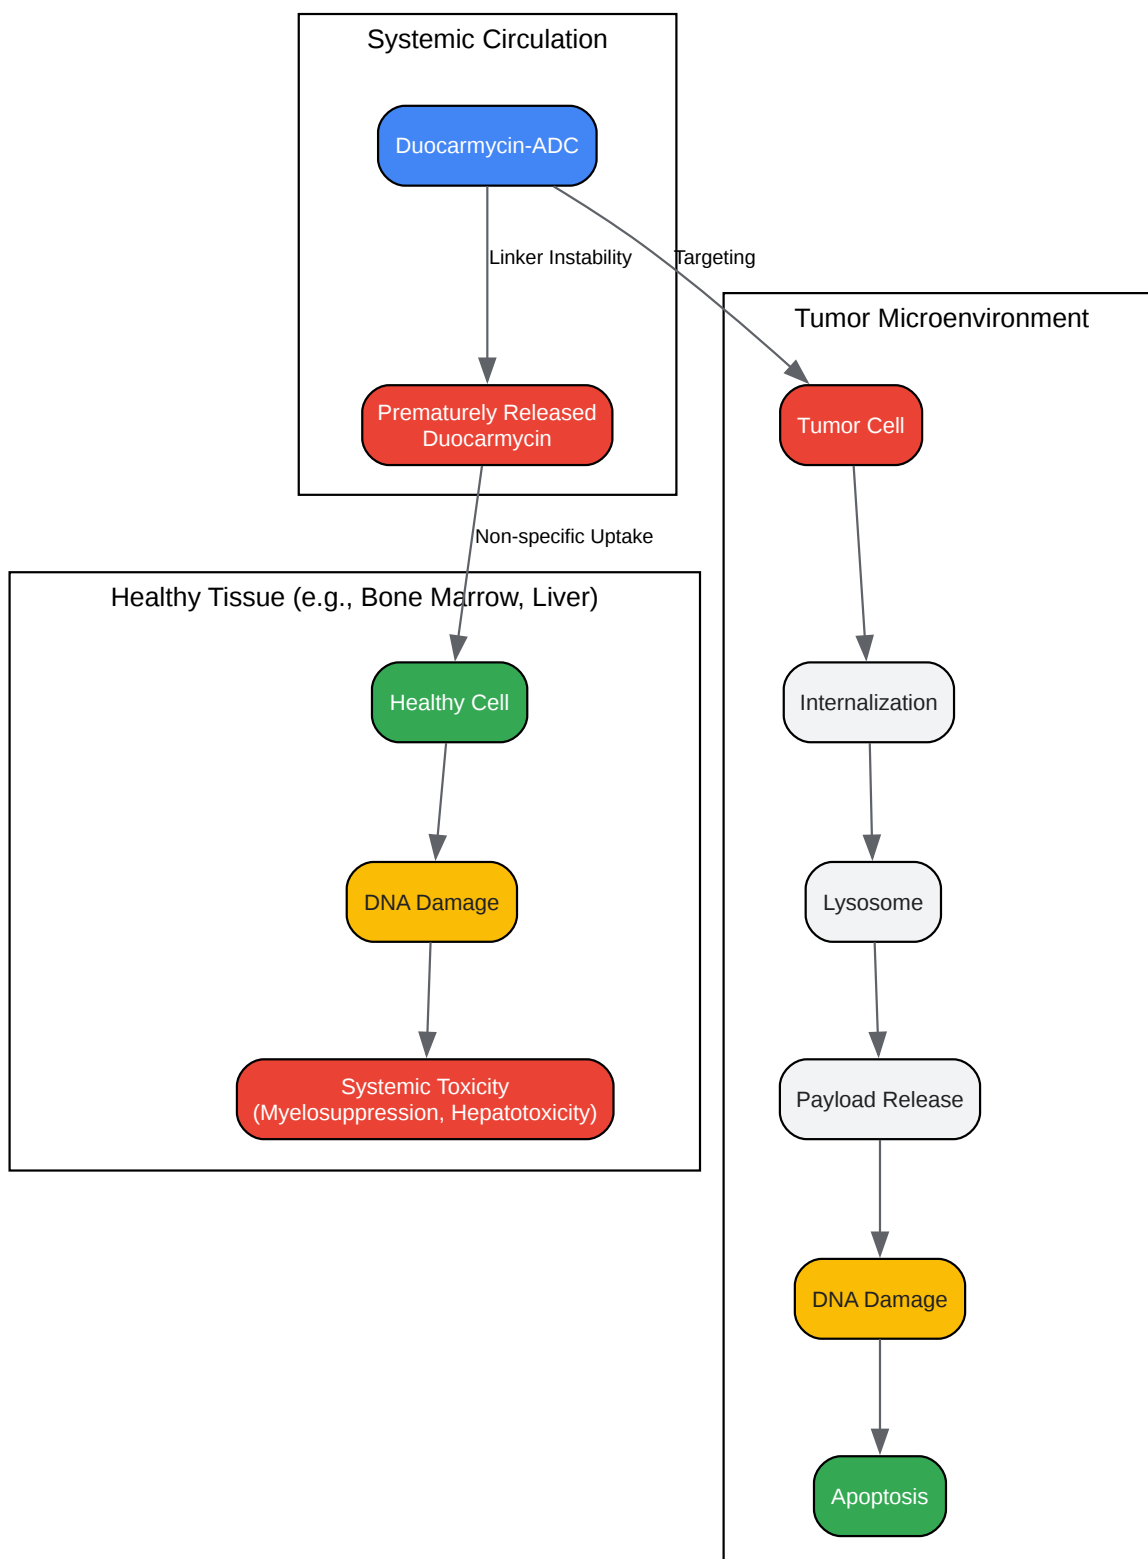 Systemic Circulation
Duocarmycin-ADC
Linker Instability
Targeting
Prematurely Released
Duocarmycin
Non-specific Uptake
Healthy Tissue (e.g., Bone Marrow, Liver)
Healthy Cell
DNA Damage
Systemic Toxicity
(Myelosuppression, Hepatotoxicity)
Tumor Microenvironment
Tumor Cell
Internalization
Lysosome
Payload Release
DNA Damage
Apoptosis